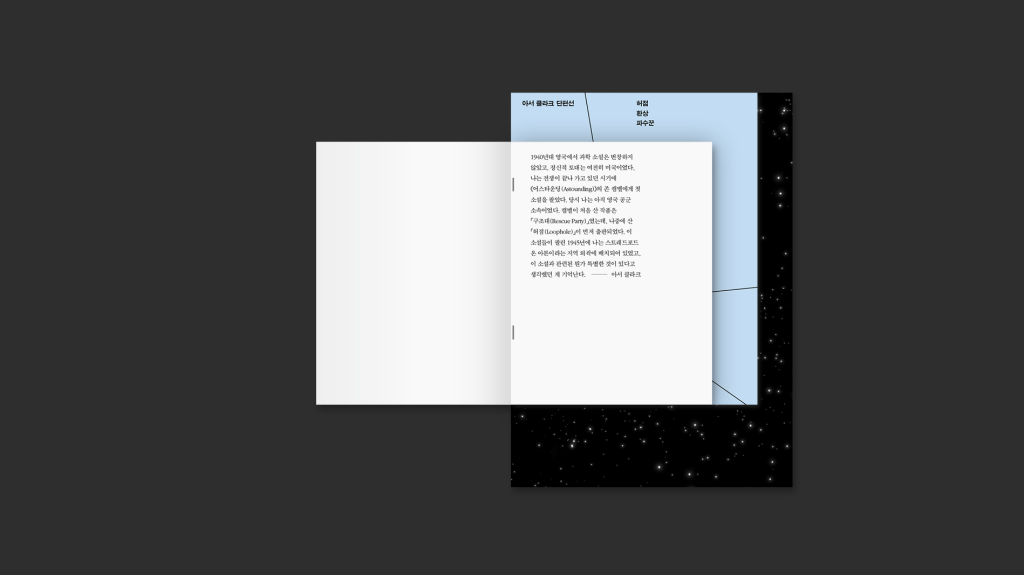 아서 클라크 단편선
허점
환상
파수꾼
1940년대 영국에서 과학 소설은 번창하지
않았고, 정신적 토대는 여전히 미국이었다.
나는 전쟁이 끝나 가고 있던 시기에
《어스타운딩(Astounding)》의 존 캠벨에게 첫
소설을 팔았다. 당시 나는 아직 영국 공군
소속이었다. 캠벨이 처음 산 작품은
「구조대(Rescue Party)」였는데, 나중에 산
「허점(Loophole)」이 먼저 출판되었다. 이
소설들이 팔린 1945년에 나는 스트래드포드
온 아본이라는 지역 외곽에 배치되어 있었고,
이 소설과 관련된 뭔가 특별한 것이 있다고
생각했던 게 기억난다. ── 아서 클라크